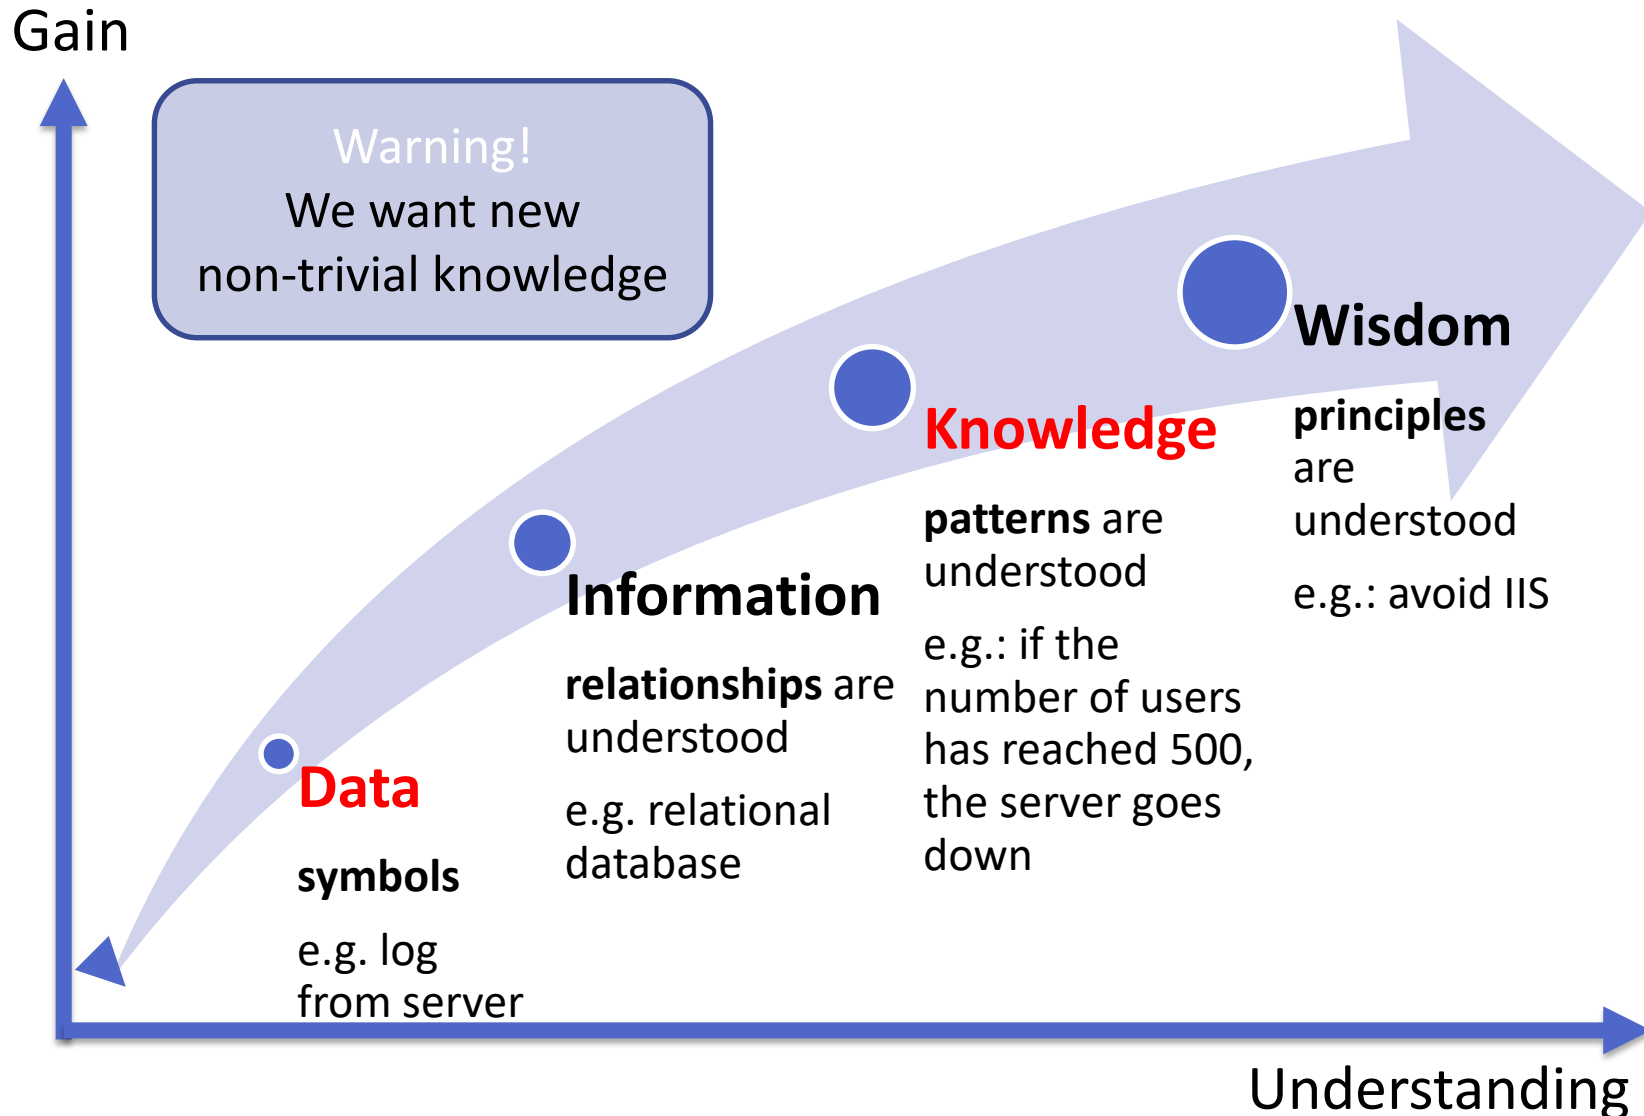 Gain
Warning!
We want new
non-trivial knowledge
Wisdom
principles
are
understood
e.g.: avoid IIS
Knowledge
patterns are
understood
e.g.: if the
number of users
has reached 500,
the server goes
down
Information
relationships are
understood
e.g. relational
database
Data
symbols
e.g. log
from server
Understanding